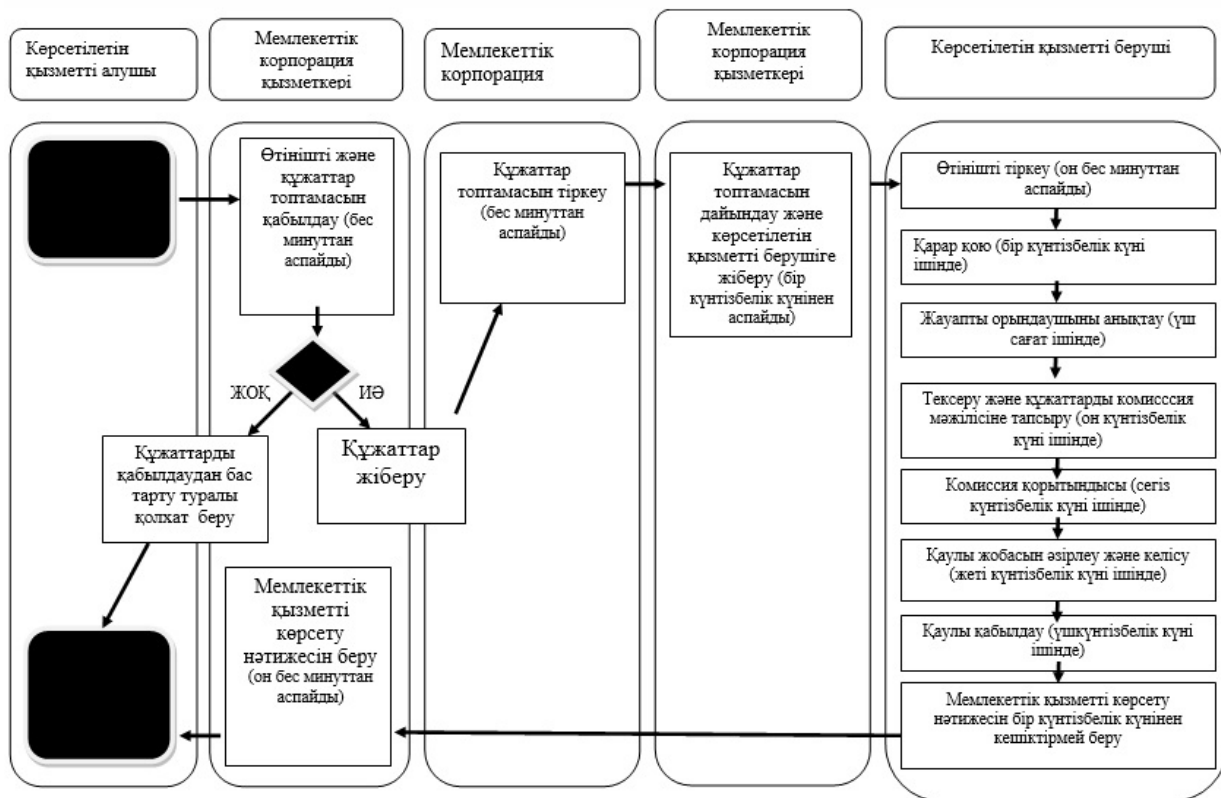 Көрсетілетін
қызметті алушы
Мемлекеттік
корпорация
қызметкері
Мемлекеттік
корпорация
Мемлекеттік
корпорация
қызметкері
Көрсетілетін қызметті беруші
Өтінішті және
құжаттар
топтамасын
қабылдау (бес
минуттан
аспайды)
ЖОҚ
ИӘ
Құжаттарды
қабылдаудан бас
тарту туралы
қолхат беру
Құжаттар
жіберу
Мемлекеттік
қызметті
көрсету
нәтижесін беру
(он бес минуттан
аспайды)
Құжаттар
топтамасын тіркеу
(бес минуттан
аспайды)
Құжаттар
топтамасын
дайындау және
көрсетілетін
қызметті берушіге
жіберу (бір
күнтізбелік күнінен
аспайды)
Өтінішті тіркеу (он бес минуттан
аспайды)
Қарар қою (бір күнтізбелік күні
ішінде)
Жауапты орындаушыны анықтау (үш
сағат ішінде)
Тексеру және құжаттарды комисссия
мәжілісіне тапсыру (он күнтізбелік
күні ішінде)
Комиссия қорытындысы (сегіз
күнтізбелік күні ішінде)
Қаулы жобасын әзірлеу және келісу
(жеті күнтізбелік күні ішінде)
Қаулы қабылдау (үшкүнтізбелік күні
ішінде)
Мемлекеттік қызметті көрсету
нәтижесін бір күнтізбелік күнінен
кешіктірмей беру